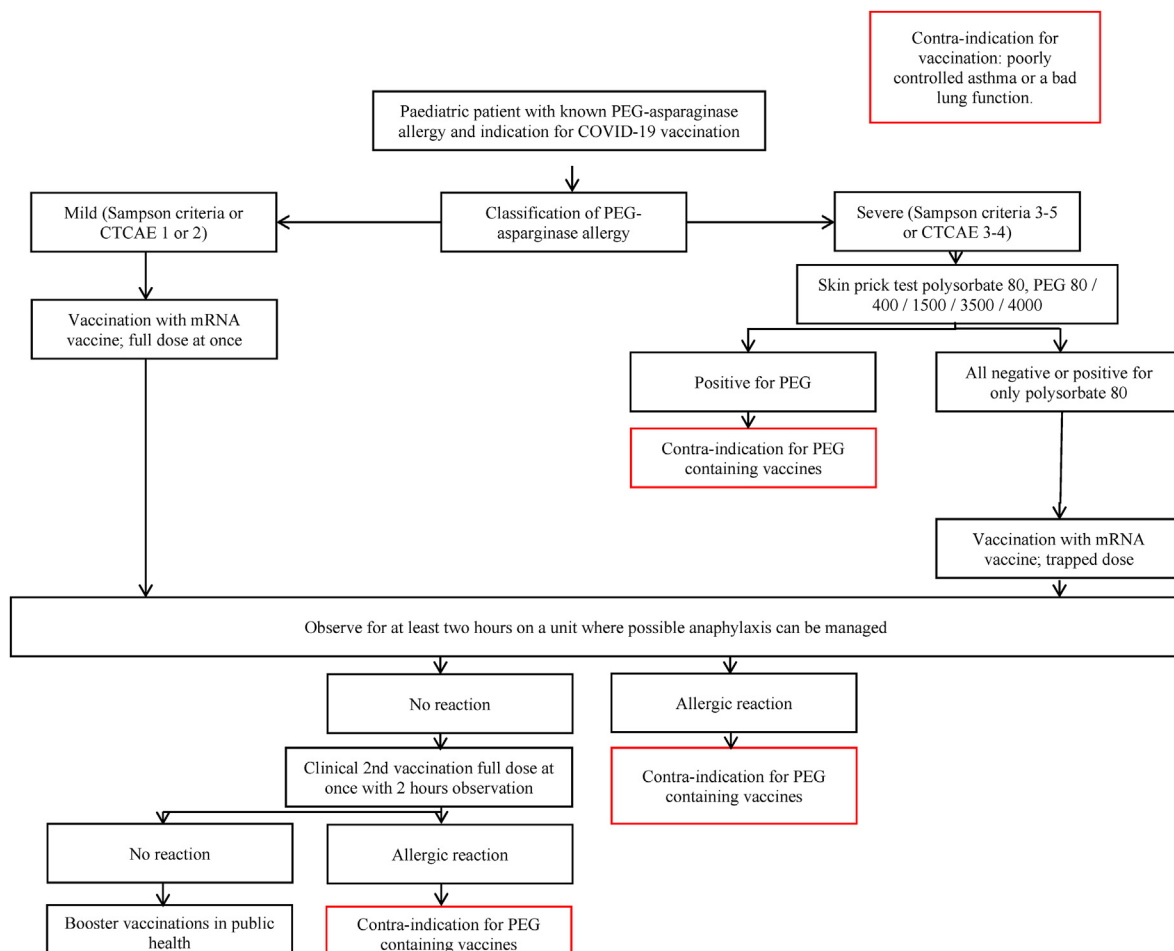 Contra-indication for
vaccination: poorly
controlled asthma or a bad
lung function.
Paediatric patient with known PEG-asparaginase
allergy and indication for COVID-19 vaccination
Mild (Sampson criteria or
CTCAE 1 or 2)
Classification of PEG-
asparginase allergy
Severe (Sampson criteria 3-5
or CTCAE 3-4)
Skin prick test polysorbate 80, PEG 80 /
400 / 1500 / 3500 / 4000
Vaccination with mRNA
vaccine; full dose at once
Positive for PEG
All negative or positive for
only polysorbate 80
Contra-indication for PEG
containing vaccines
Vaccination with mRNA
vaccine; trapped dose
Observe for at least two hours on a unit where possible anaphylaxis can be managed
No reaction
Allergic reaction
Clinical 2nd vaccination full dose at
once with 2 hours observation
Contra-indication for PEG
containing vaccines
No reaction
Allergic reaction
Booster vaccinations in public
health
Contra-indication for PEG
containing vaccines